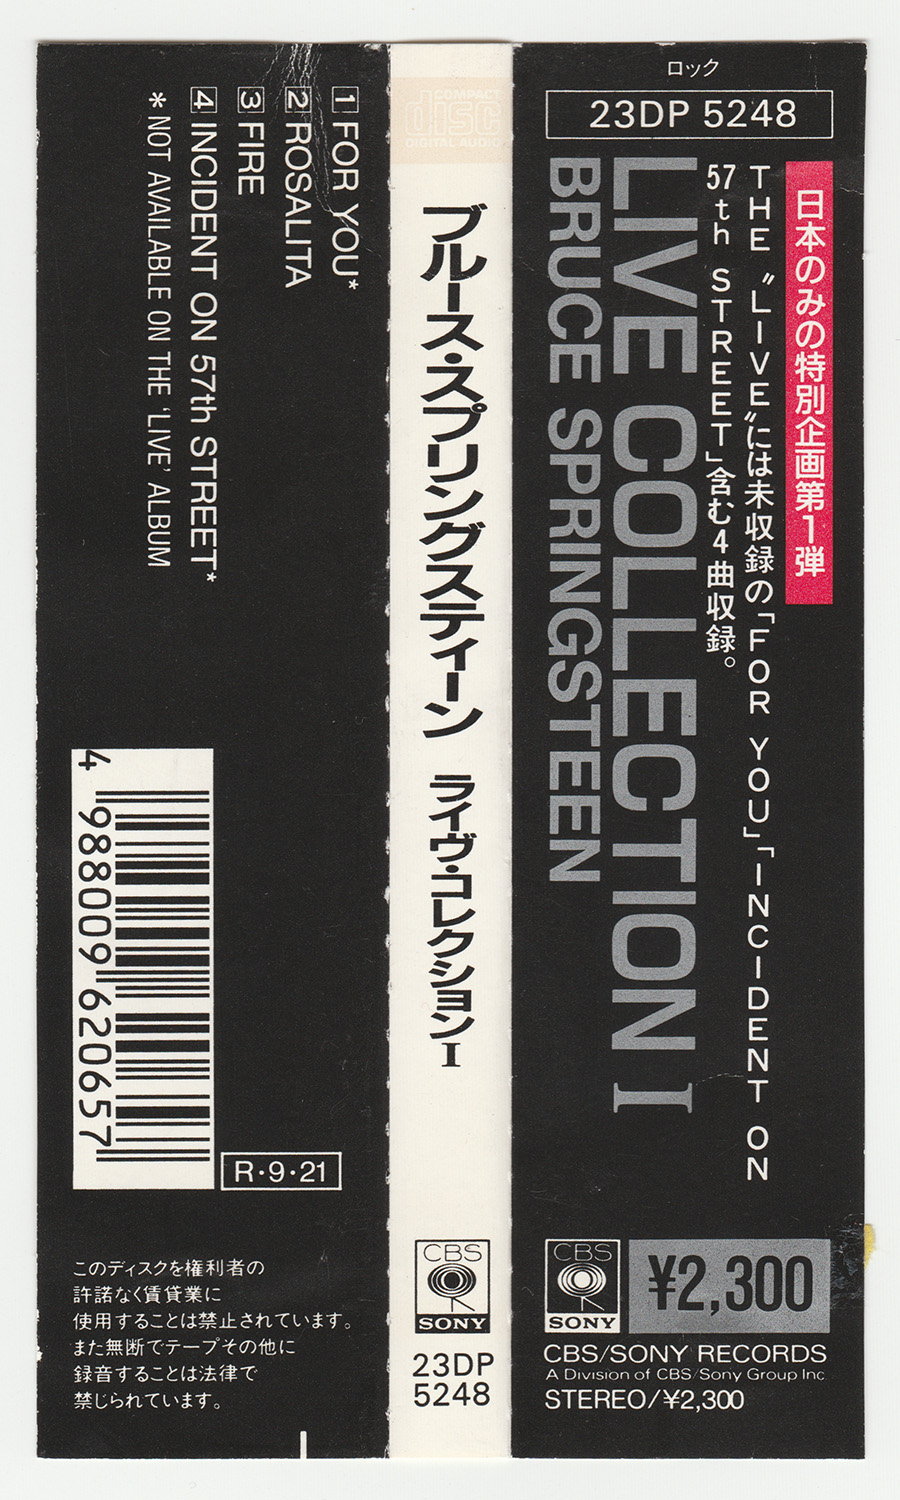 ロック
23DP 5248
日本のみの特別企画第1弾
THE〝LIVE〟には未収録の「FOR YOU」「INCIDENT ON
57th STREET」含む4曲収録。
LIVE COLLECTION I
BRUCE SPRINGSTEEN
CBS
SONY
¥2,300
CBS/SONY RECORDS
A Division of CBS/Sony Group Inc.
STEREO/¥2,300
COMPACT
disc
DIGITAL AUDIO
ブルース・スプリングスティーン ライヴ・コレクションI
CBS
SONY
23DP
5248
1 FOR YOU*
2 ROSALITA
3 FIRE
4 INCIDENT ON 57th STREET*
* NOT AVAILABLE ON THE 'LIVE' ALBUM
4 988009 620657
R・9・21
このディスクを権利者の
許諾なく賃貸業に
使用することは禁止されています。
また無断でテープその他に
録音することは法律で
禁じられています。